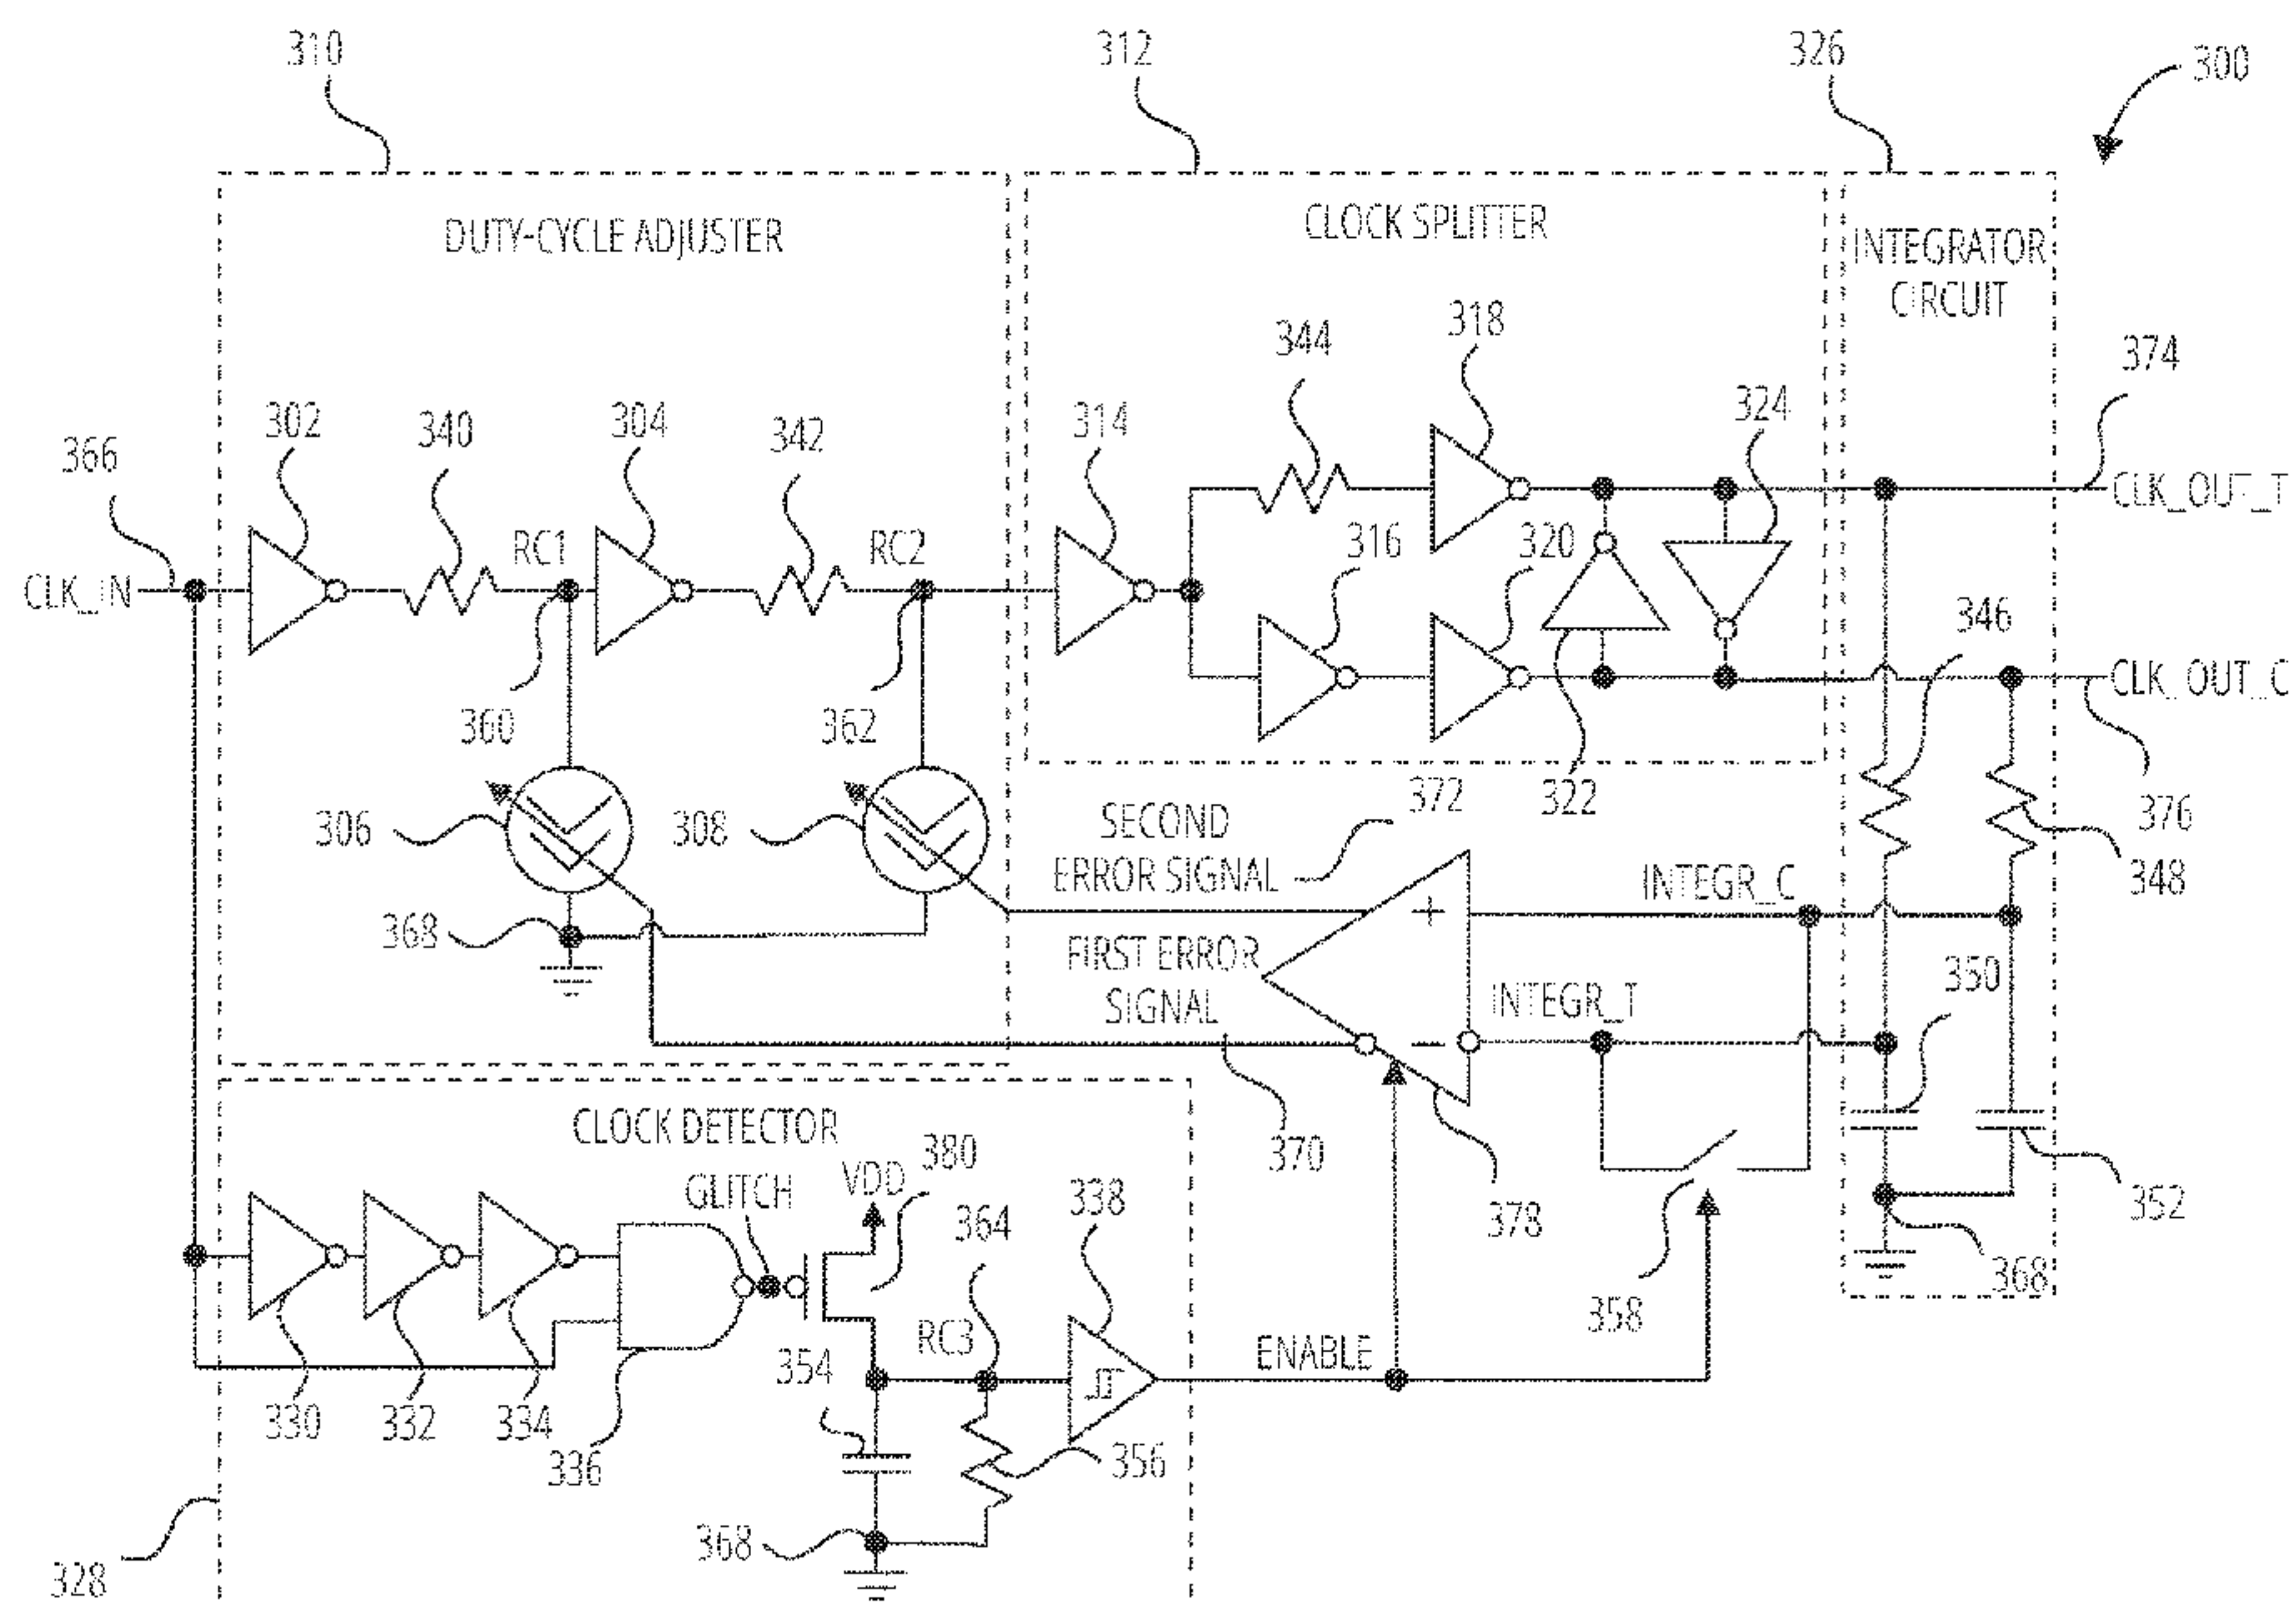 310
312
326
300
DUTY-CYCLE ADJUSTER
CLOCK SPLITTER
INTEGRATOR
CIRCUIT
318
344
374
324
302
340
304
342
314
366
CLK_OUT_T
RC1
RC2
316
320
CLK_IN
346
CLK_OUT_C
360
362
306
308
SECOND
ERROR SIGNAL
372
322
376
348
INTEGR_C
+
368
FIRST ERROR
SIGNAL
350
INTEGR_T
−
CLOCK DETECTOR
380
370
GLITCH
VDD
338
364
378
352
358
368
RC3
ENABLE
354
330
332
334
336
356
368
328